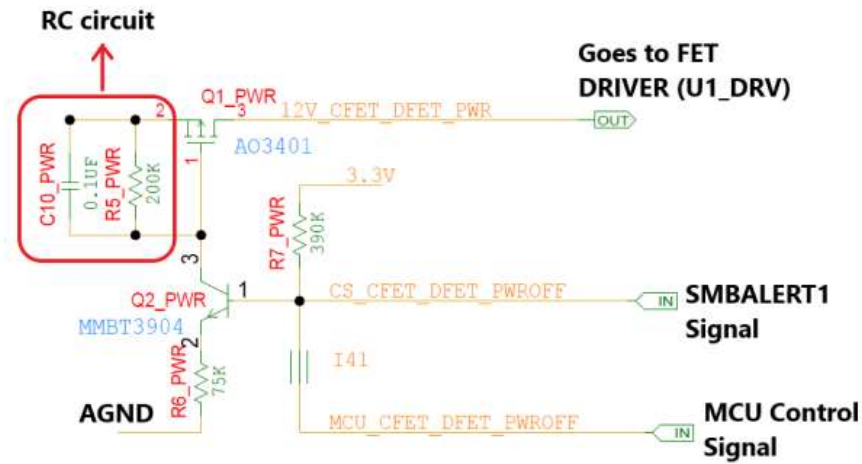 RC circuit
Goes to FET
DRIVER (U1_DRV)
Q1_PWR
2
3
12V_CFET_DFET_PWR
OUT
1
AO3401
C10_PWR
0.1UF
R5_PWR
200K
3.3V
R7_PWR
390K
3
Q2_PWR
1
CS_CFET_DFET_PWROFF
IN
SMBALERT1
Signal
MMBT3904
2
R6_PWR
75K
I41
AGND
MCU_CFET_DFET_PWROFF
IN
MCU Control
Signal